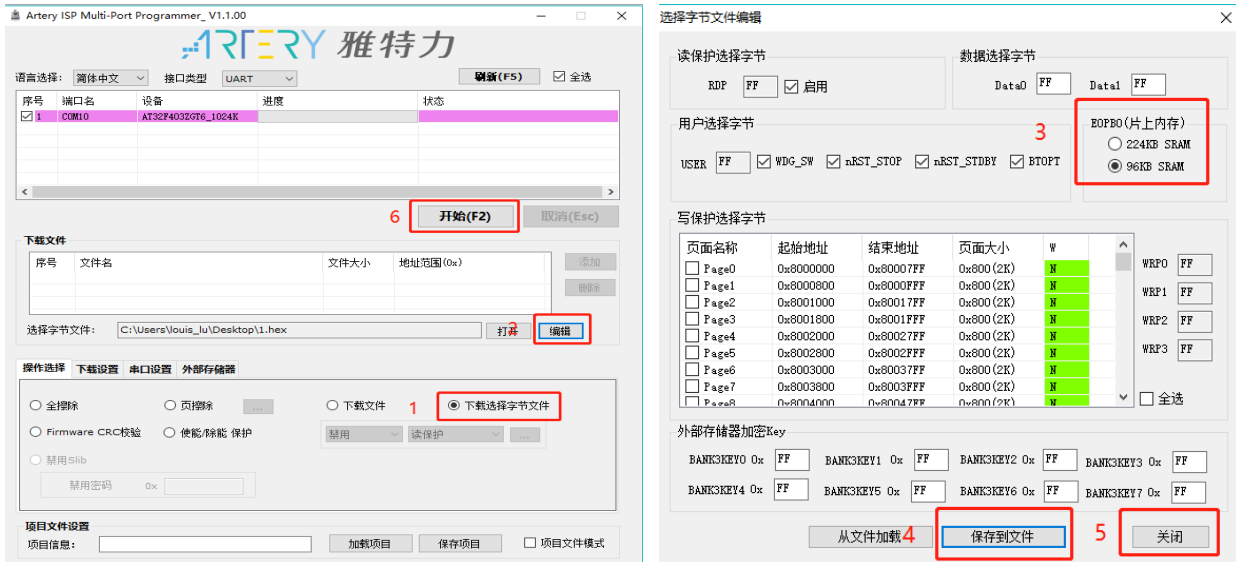 Artery ISP Multi-Port Programmer_ V1.1.00
ARTERY 雅特力
语言选择: 简体中文 接口类型 UART 刷新(F5) 全选
序号 端口名 设备 进度 状态
1 COM10 AT32F403ZGT6_1024K
6 开始(F2) 取消(Esc)
下载文件
序号 文件名 文件大小 地址范围(0x) 添加
删除
选择字节文件: C:\Users\louis_lu\Desktop\1.hex 打开 2 编辑
操作选择 下载设置 串口设置 外部存储器
全擦除 页擦除 ... 下载文件 1 下载选择字节文件
Firmware CRC校验 使能/除能 保护 禁用 读保护 ...
禁用Slib
禁用密码 0x
项目文件设置
项目信息: 加载项目 保存项目 项目文件模式
选择字节文件编辑
读保护选择字节
RDP FF 启用
数据选择字节
Data0 FF Data1 FF
用户选择字节
USER FF WDG_SW nRST_STOP nRST_STDBY BTOPT
3 EOPB0(片上内存)
224KB SRAM
96KB SRAM
写保护选择字节
页面名称 起始地址 结束地址 页面大小 W
Page0 0x8000000 0x80007FF 0x800(2K) N
Page1 0x8000800 0x8000FFF 0x800(2K) N
Page2 0x8001000 0x80017FF 0x800(2K) N
Page3 0x8001800 0x8001FFF 0x800(2K) N
Page4 0x8002000 0x80027FF 0x800(2K) N
Page5 0x8002800 0x8002FFF 0x800(2K) N
Page6 0x8003000 0x80037FF 0x800(2K) N
Page7 0x8003800 0x8003FFF 0x800(2K) N
Page8 0x8004000 0x80047FF 0x800(2K) N
WRP0 FF
WRP1 FF
WRP2 FF
WRP3 FF
全选
外部存储器加密Key
BANK3KEY0 0x FF BANK3KEY1 0x FF BANK3KEY2 0x FF BANK3KEY3 0x FF
BANK3KEY4 0x FF BANK3KEY5 0x FF BANK3KEY6 0x FF BANK3KEY7 0x FF
从文件加载 4 保存到文件 5 关闭